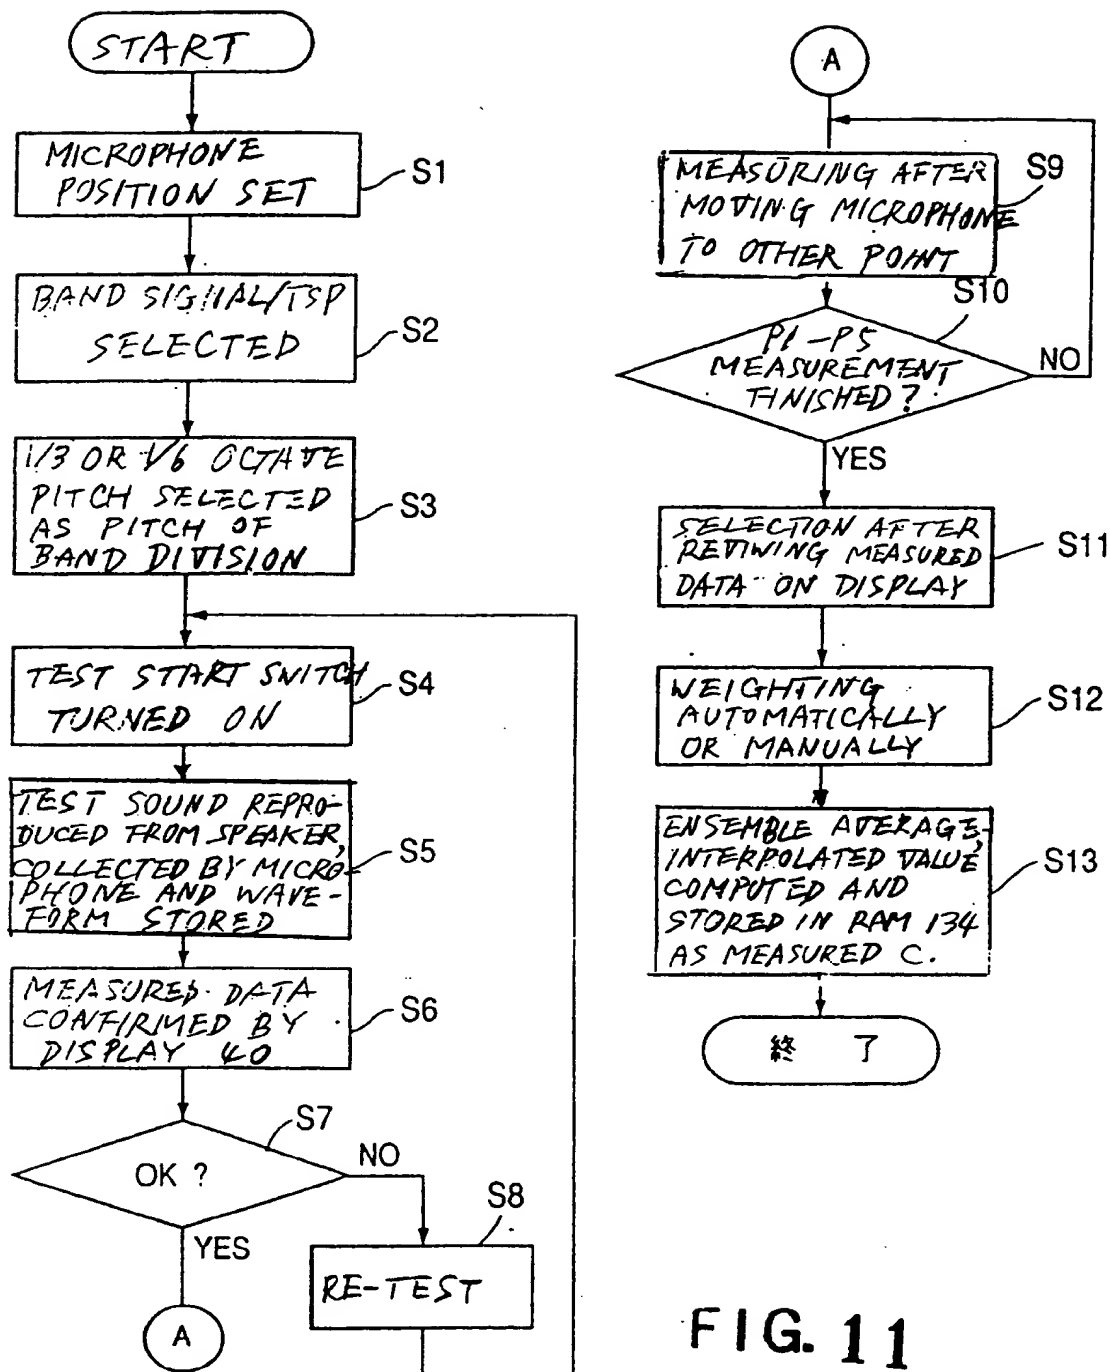 START
MICROPHONE
POSITION SET
S1
BAND SIGNAL/TSP
SELECTED
S2
1/3 OR 1/6 OCTAVE
PITCH SELECTED
AS PITCH OF
BAND DIVISION
S3
TEST START SWITCH
TURNED ON
S4
TEST SOUND REPRO-
DUCED FROM SPEAKER,
COLLECTED BY MICRO-
PHONE AND WAVE-
FORM STORED
S5
MEASURED DATA
CONFIRMED BY
DISPLAY 40
S6
S7
OK ?
NO
YES
S8
RE-TEST
A
A
MEASURING AFTER
MOVING MICROPHONE
TO OTHER POINT
S9
S10
P1-P5
MEASUREMENT
FINISHED?
NO
YES
SELECTION AFTER
REVIWING MEASURED
DATA ON DISPLAY
S11
WEIGHTING
AUTOMATICALLY
OR MANUALLY
S12
ENSEMBLE AVERAGE,
INTERPOLATED VALUE
COMPUTED AND
STORED IN RAM 134
AS MEASURED C.
S13
終 了
FIG. 11